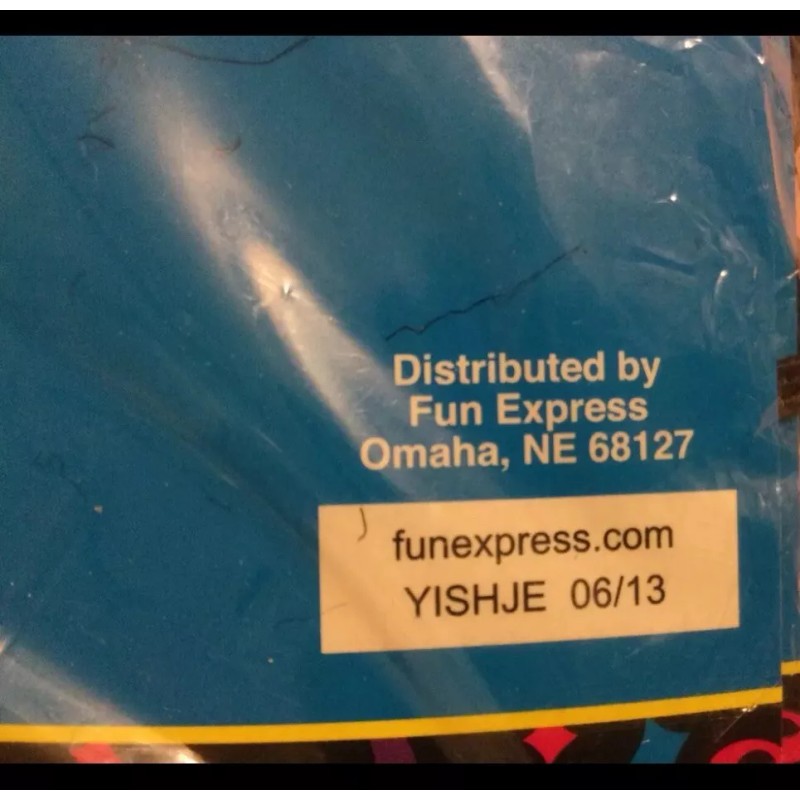 Distributed by
Fun Express
Omaha, NE 68127
funexpress.com
YISHJE 06/13